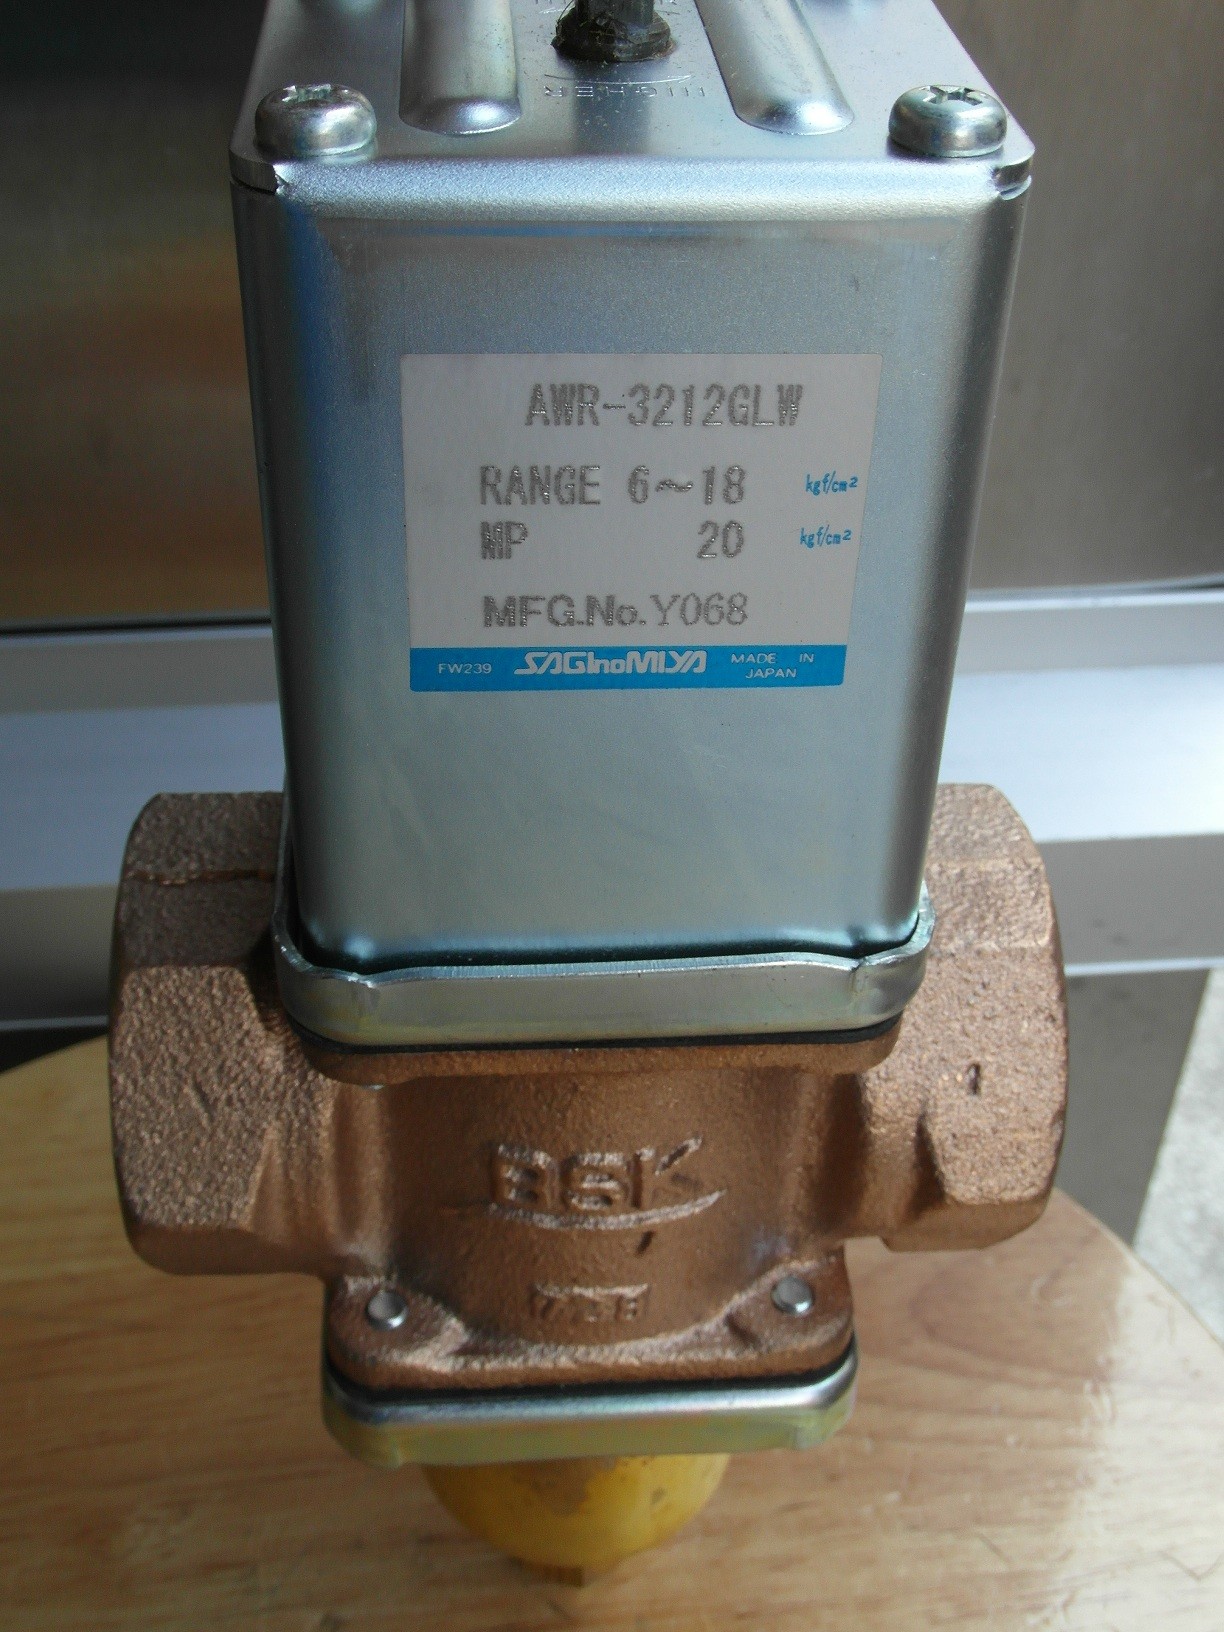 HIGHER
AWR-3212GLW
RANGE 6~18 kgf/cm²
MP 20 kgf/cm²
MFG.No.Y068
FW239 SAGInoMIYA MADE IN JAPAN
BSK